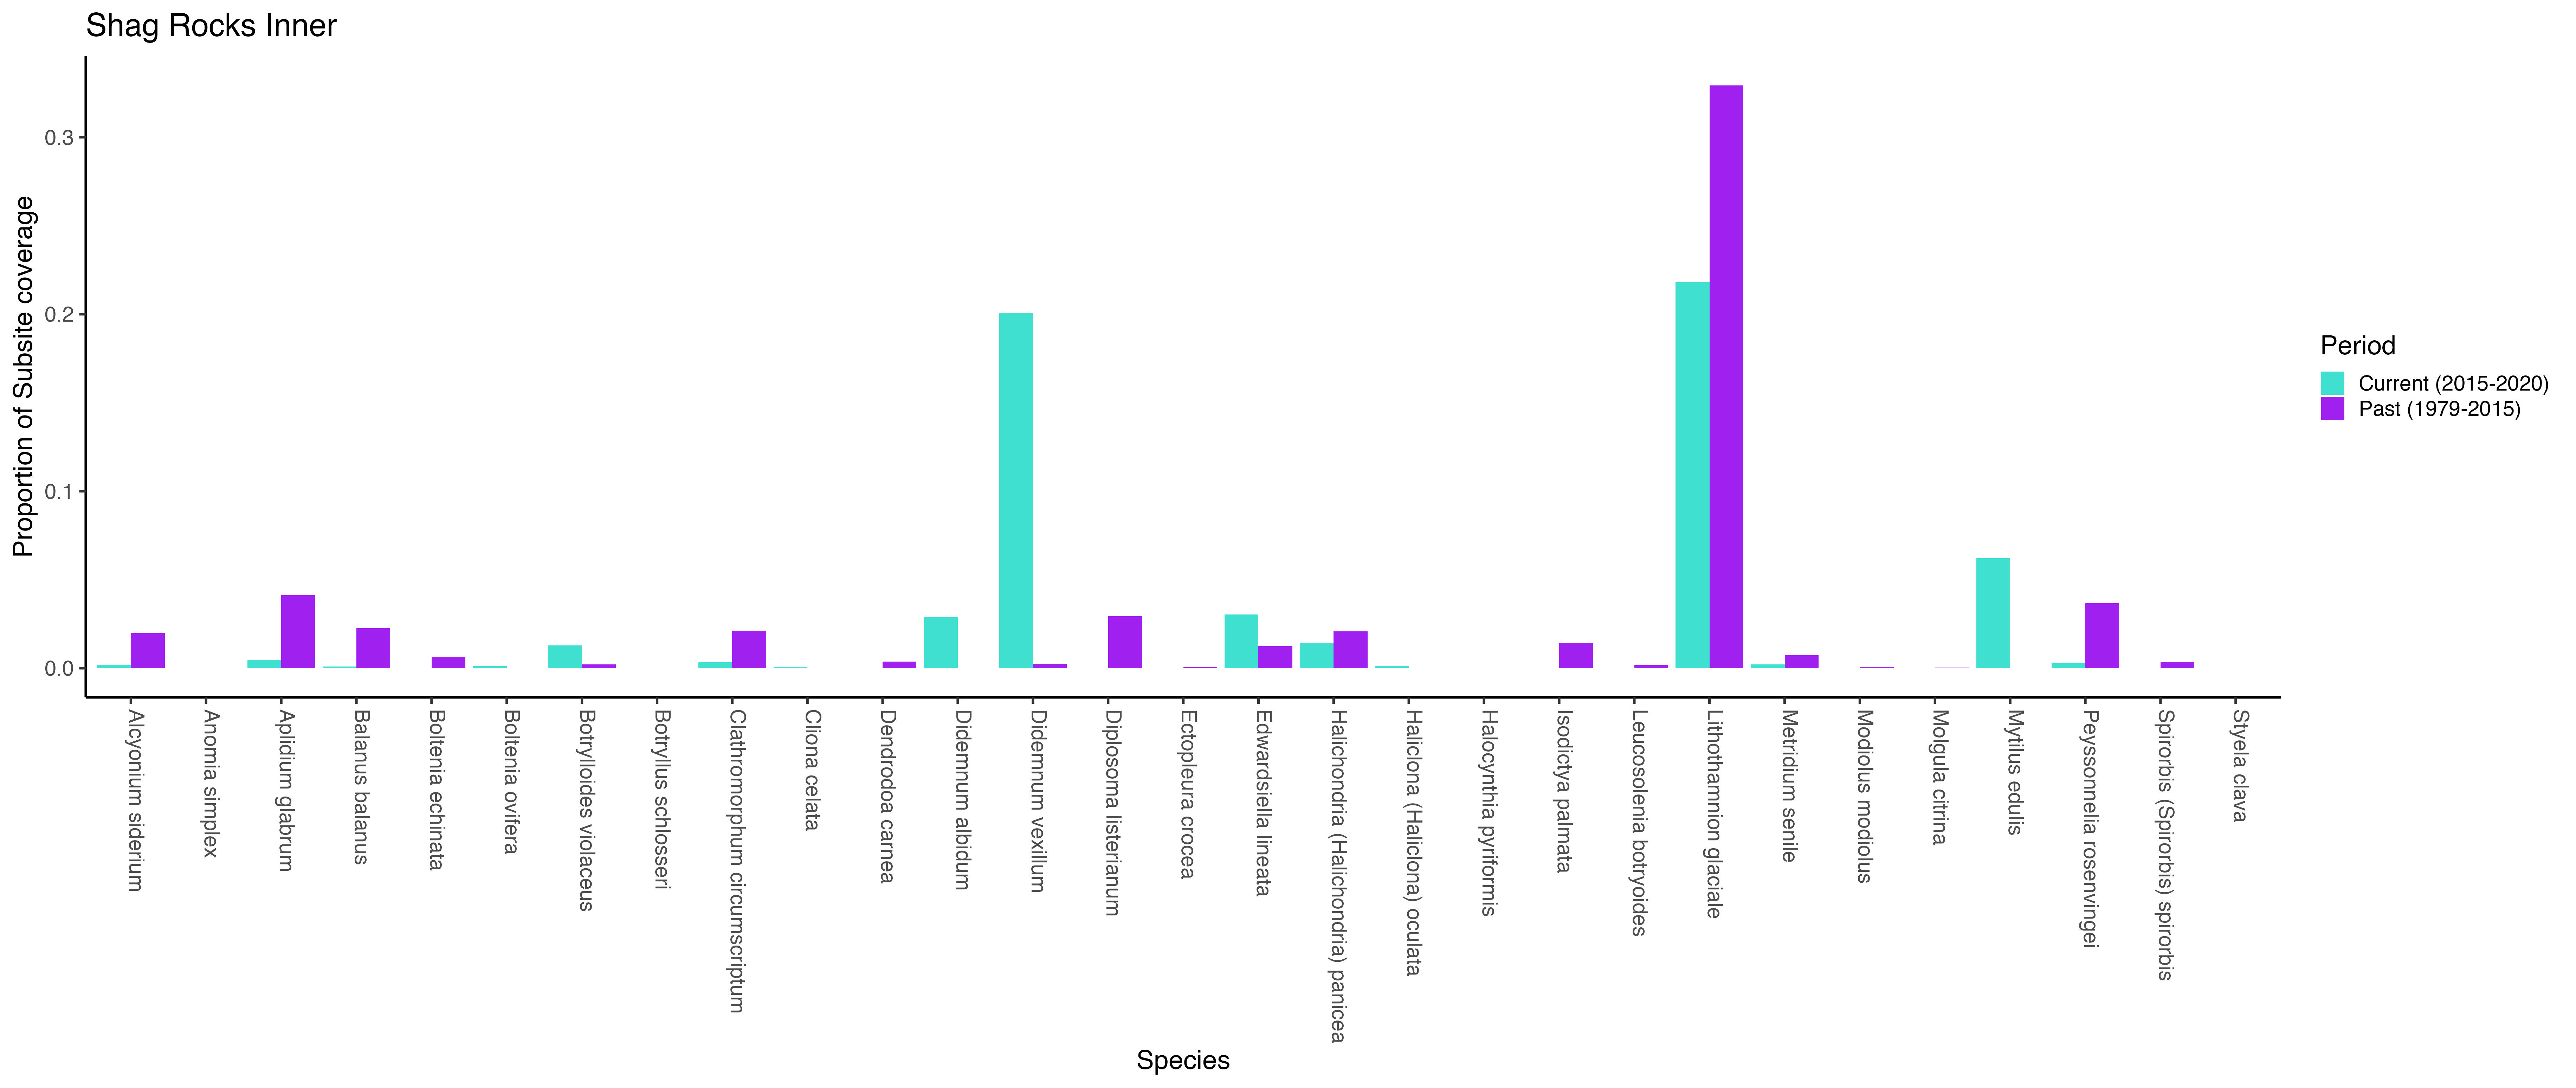 Shag Rocks Inner
Proportion of Subsite coverage
0.3
0.2
0.1
0.0
Alcyonium siderium
Anomia simplex
Aplidium glabrum
Balanus balanus
Boltenia echinata
Boltenia ovifera
Botrylloides violaceus
Botryllus schlosseri
Clathromorphum circumscriptum
Cliona celata
Dendrodoa carnea
Didemnum albidum
Didemnum vexillum
Diplosoma listerianum
Ectopleura crocea
Edwardsiella lineata
Halichondria (Halichondria) panicea
Haliclona (Haliclona) oculata
Halocynthia pyriformis
Isodictya palmata
Leucosolenia botryoides
Lithothamnion glaciale
Metridium senile
Modiolus modiolus
Molgula citrina
Mytilus edulis
Peyssonnelia rosenvingei
Spirorbis (Spirorbis) spirorbis
Styela clava
Species
Period
Current (2015-2020)
Past (1979-2015)